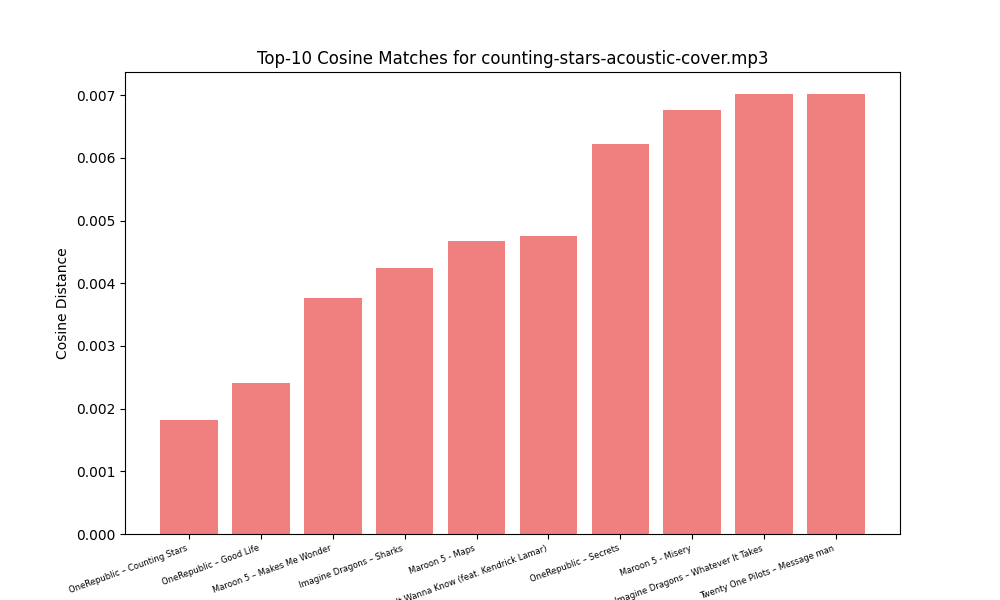 Top-10 Cosine Matches for counting-stars-acoustic-cover.mp3
Cosine Distance
0.007
0.006
0.005
0.004
0.003
0.002
0.001
0.000
OneRepublic – Counting Stars
OneRepublic – Good Life
Maroon 5 – Makes Me Wonder
Imagine Dragons – Sharks
Maroon 5 - Maps
Wanna Know (feat. Kendrick Lamar)
OneRepublic – Secrets
Maroon 5 - Misery
Imagine Dragons – Whatever It Takes
Twenty One Pilots – Message man